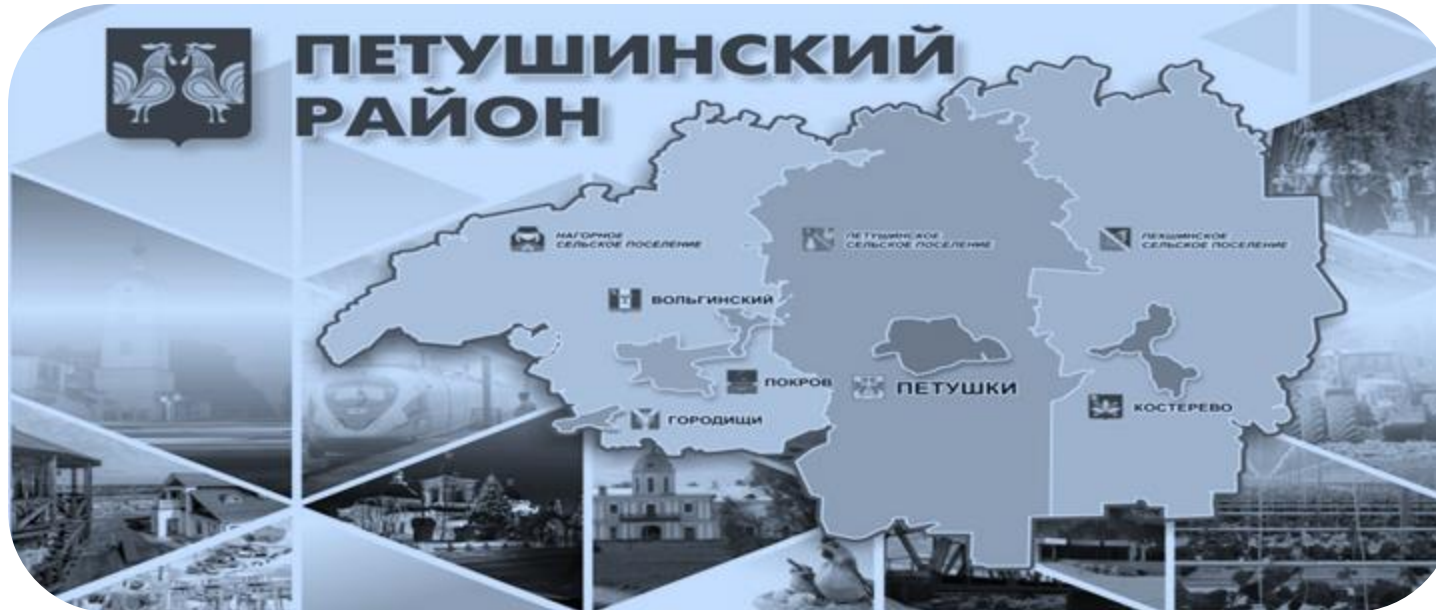 ПЕТУШИНСКИЙ
РАЙОН
НАГОРНОЕ
СЕЛЬСКОЕ ПОСЕЛЕНИЕ
ПЕТУШИНСКОЕ
СЕЛЬСКОЕ ПОСЕЛЕНИЕ
ПЕКШИНСКОЕ
СЕЛЬСКОЕ ПОСЕЛЕНИЕ
ВОЛЬГИНСКИЙ
ПОКРОВ
ПЕТУШКИ
ГОРОДИЩИ
КОСТЕРЕВО